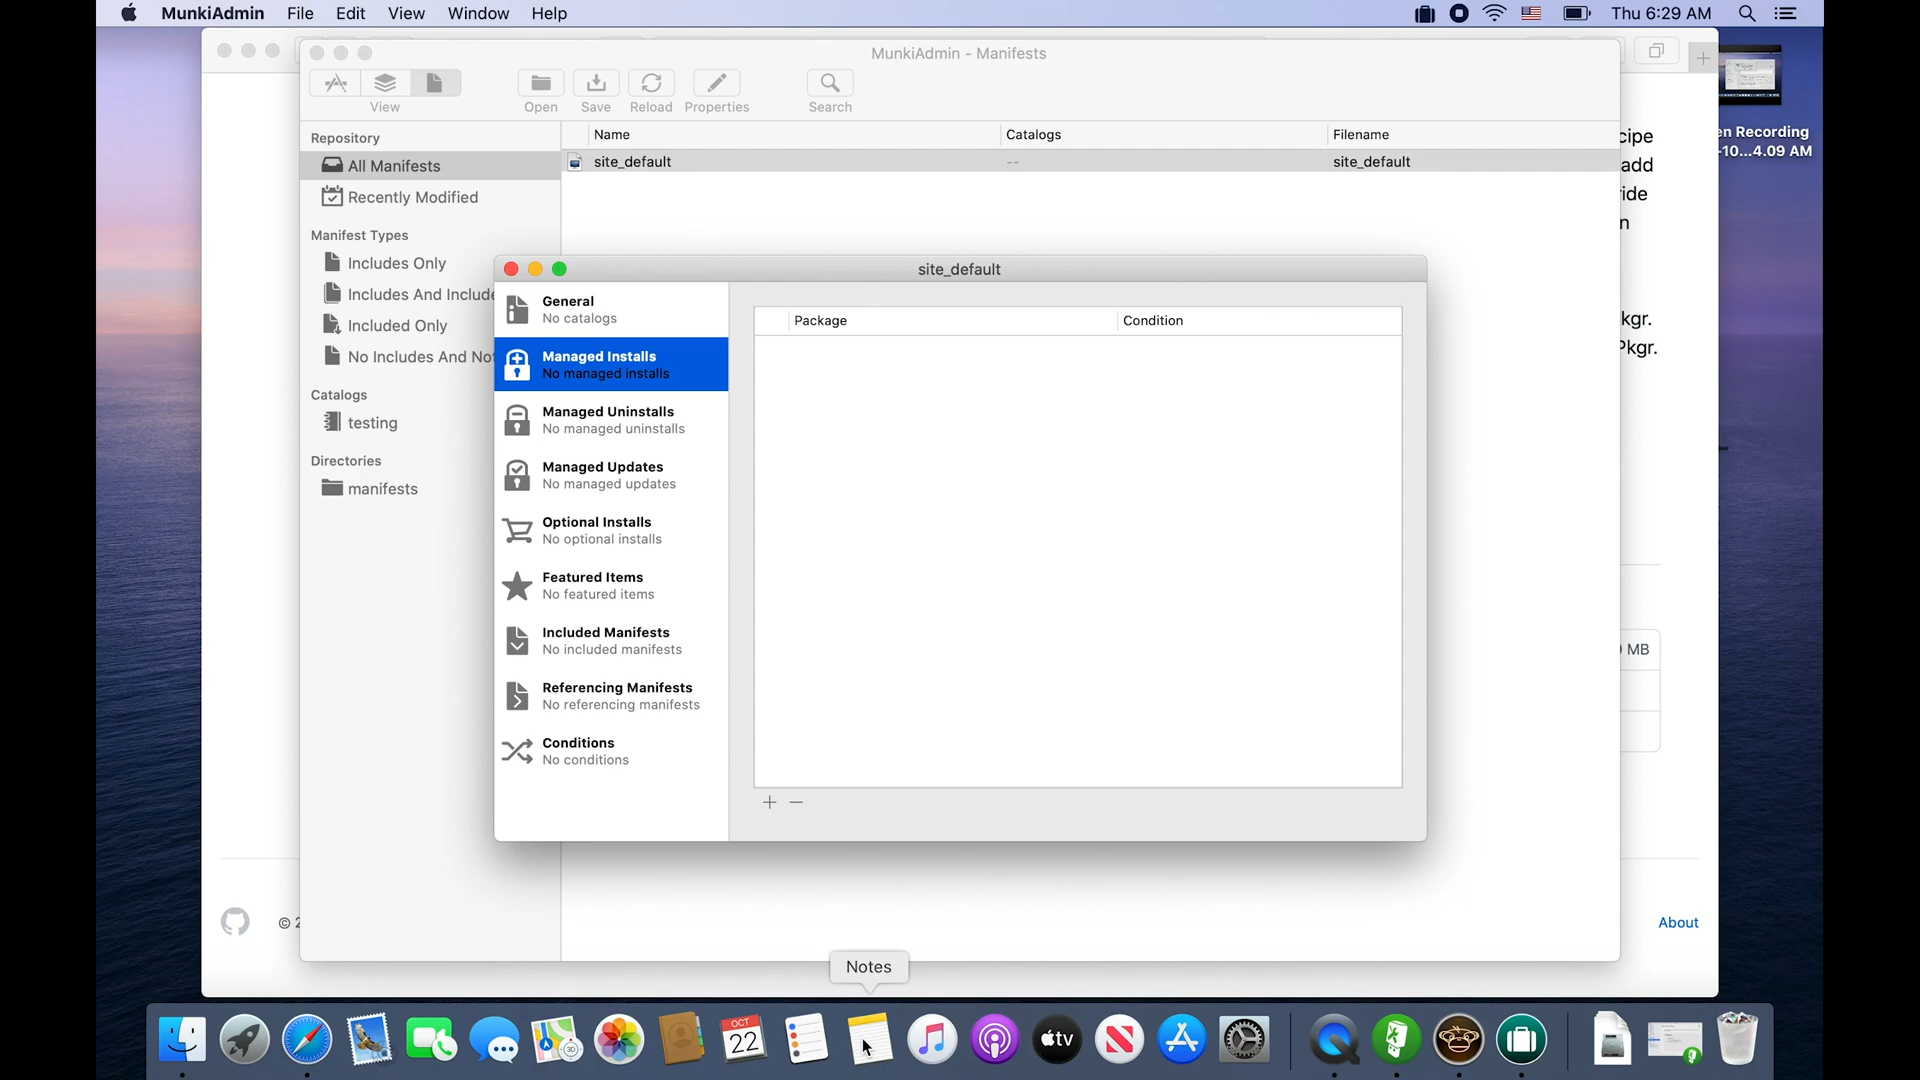 MunkiAdmin File Edit View Window Help Thu 6:29 AM
MunkiAdmin - Manifests
View Open Save Reload Properties Search
Repository
All Manifests
Recently Modified
Manifest Types
Includes Only
Includes And Include
Included Only
No Includes And Not
Catalogs
testing
Directories
manifests
Name Catalogs Filename
site_default -- site_default
site_default
General
No catalogs
Managed Installs
No managed installs
Managed Uninstalls
No managed uninstalls
Managed Updates
No managed updates
Optional Installs
No optional installs
Featured Items
No featured items
Included Manifests
No included manifests
Referencing Manifests
No referencing manifests
Conditions
No conditions
Package Condition
cipe
add
ide
n
kgr.
Pkgr.
MB
en Recording
-10...4.09 AM
© 2
About
Notes
OCT
22
3D
tv